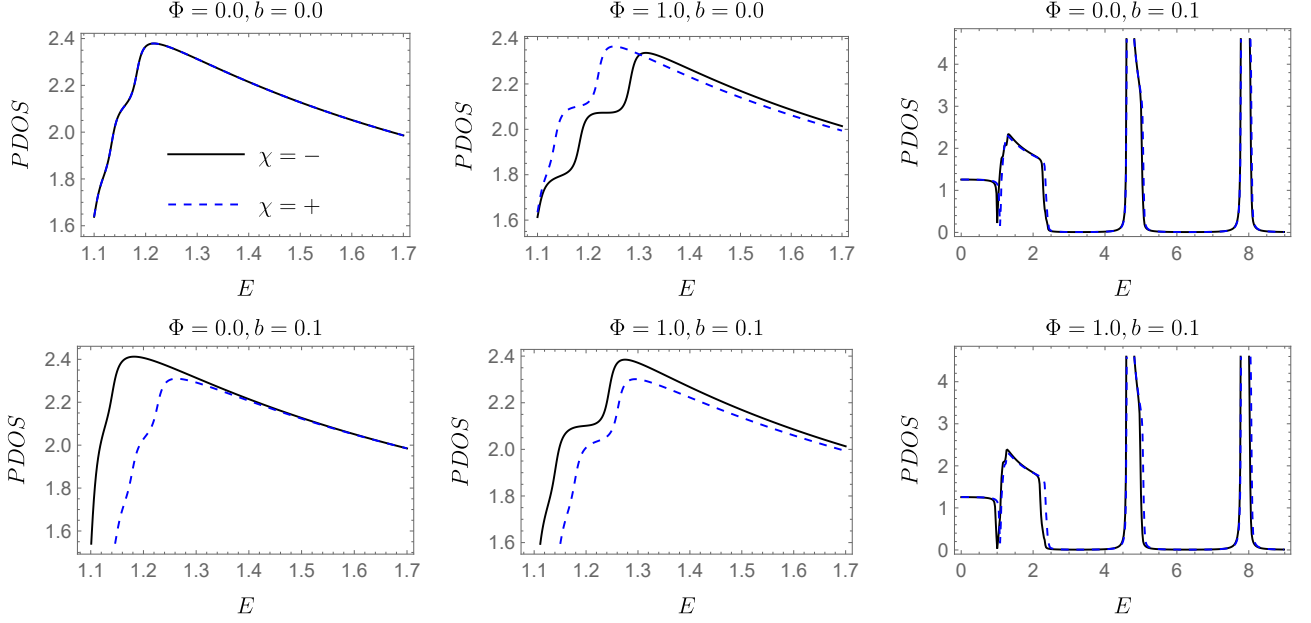 Φ = 0.0, b = 0.0
PDOS
2.4
2.2
2.0
1.8
1.6
χ = −
χ = +
1.1 1.2 1.3 1.4 1.5 1.6 1.7
E
Φ = 1.0, b = 0.0
PDOS
2.4
2.2
2.0
1.8
1.6
1.1 1.2 1.3 1.4 1.5 1.6 1.7
E
Φ = 0.0, b = 0.1
PDOS
4
3
2
1
0
0 2 4 6 8
E
Φ = 0.0, b = 0.1
PDOS
2.4
2.2
2.0
1.8
1.6
1.1 1.2 1.3 1.4 1.5 1.6 1.7
E
Φ = 1.0, b = 0.1
PDOS
2.4
2.2
2.0
1.8
1.6
1.1 1.2 1.3 1.4 1.5 1.6 1.7
E
Φ = 1.0, b = 0.1
PDOS
4
3
2
1
0
0 2 4 6 8
E